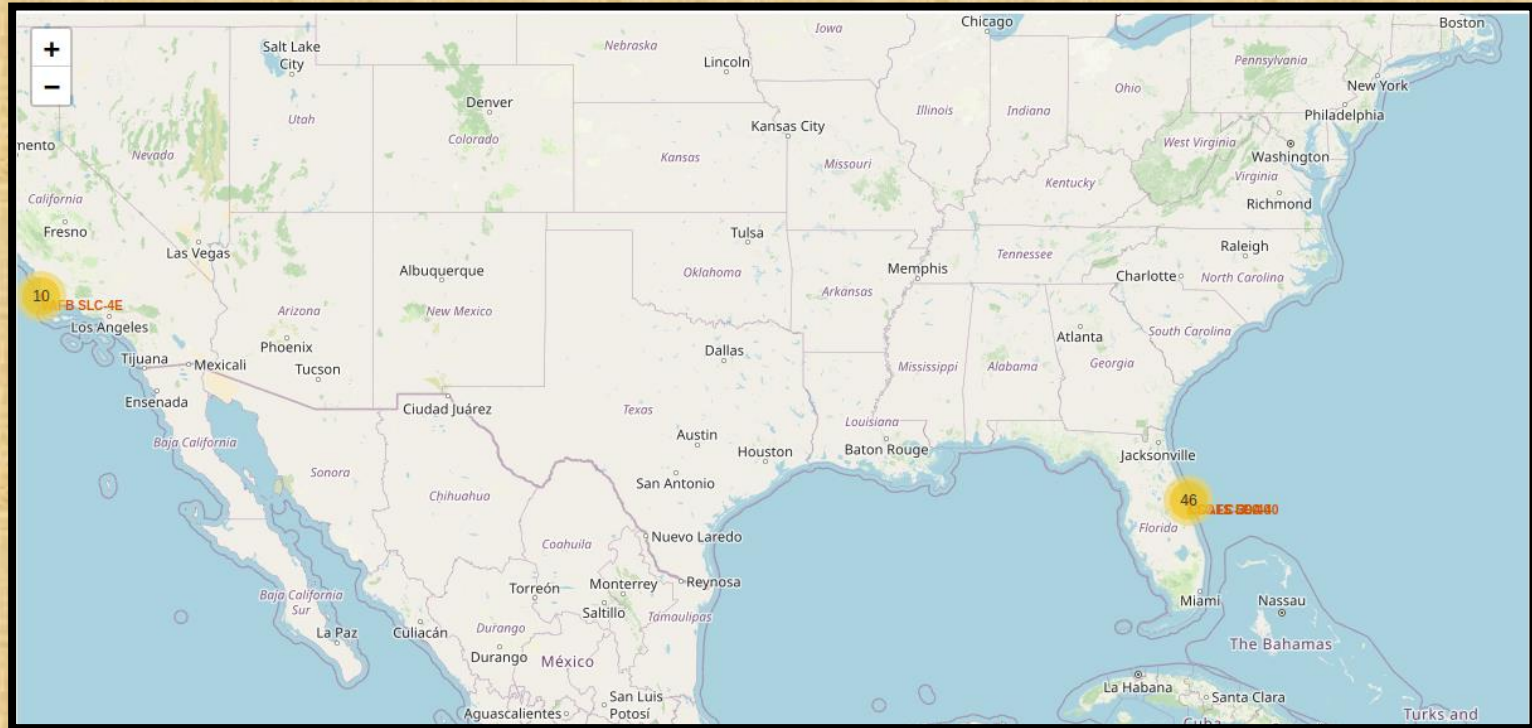 +
−
Salt Lake
City
Nebraska
Iowa
Chicago
Boston
Lincoln
Pennsylvania
New York
Denver
Utah
Colorado
Illinois
Indiana
Ohio
Philadelphia
Kansas City
mento
Nevada
Kansas
Missouri
West Virginia
Washington
Virginia
California
Kentucky
Richmond
Fresno
Las Vegas
Tulsa
Raleigh
Albuquerque
Oklahoma
Memphis
Tennessee
Charlotte
North Carolina
10
FB SLC-4E
Los Angeles
Arizona
New Mexico
Arkansas
South Carolina
Phoenix
Dallas
Atlanta
Tijuana
Mexicali
Tucson
Mississippi
Alabama
Georgia
Ensenada
Ciudad Juárez
Texas
Louisiana
Baja California
Austin
Houston
Baton Rouge
Jacksonville
Sonora
San Antonio
Chihuahua
46
Florida
Coahuila
Nuevo Laredo
Baja California
Sur
Torreón
Monterrey
Reynosa
Saltillo
Tamaulipas
Miami
Nassau
La Paz
Culiacán
Durango
Durango
México
The Bahamas
San Luis
Potosí
Aguascalientes
La Habana
Santa Clara
Cuba
Turks and